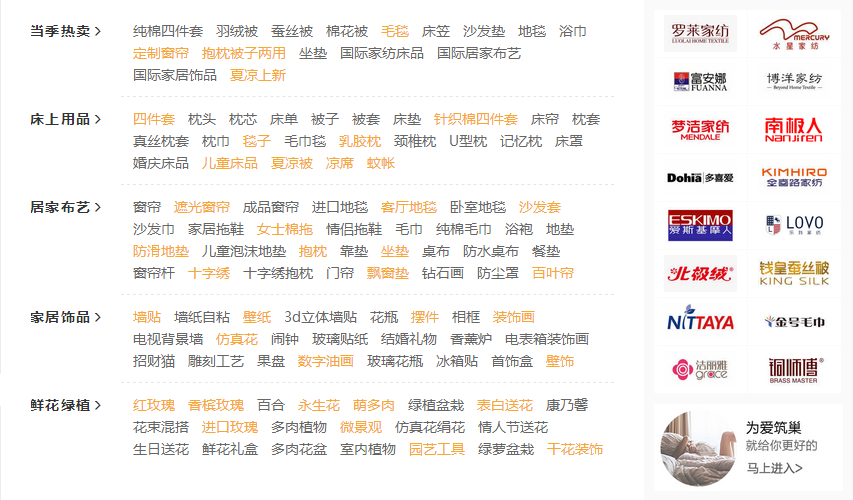 当季热卖 > 纯棉四件套 羽绒被 蚕丝被 棉花被 毛毯 床笠 沙发垫 地毯 浴巾
定制窗帘 抱枕被子两用 坐垫 国际家纺床品 国际居家布艺
国际家居饰品 夏凉上新
床上用品 > 四件套 枕头 枕芯 床单 被子 被套 床垫 针织棉四件套 床帘 枕套
真丝枕套 枕巾 毯子 毛巾毯 乳胶枕 颈椎枕 U型枕 记忆枕 床罩
婚庆床品 儿童床品 夏凉被 凉席 蚊帐
居家布艺 > 窗帘 遮光窗帘 成品窗帘 进口地毯 客厅地毯 卧室地毯 沙发套
沙发巾 家居拖鞋 女士棉拖 情侣拖鞋 毛巾 纯棉毛巾 浴袍 地垫
防滑地垫 儿童泡沫地垫 抱枕 靠垫 坐垫 桌布 防水桌布 餐垫
窗帘杆 十字绣 十字绣抱枕 门帘 飘窗垫 钻石画 防尘罩 百叶帘
家居饰品 > 墙贴 墙纸自粘 壁纸 3d立体墙贴 花瓶 摆件 相框 装饰画
电视背景墙 仿真花 闹钟 玻璃贴纸 结婚礼物 香薰炉 电表箱装饰画
招财猫 雕刻工艺 果盘 数字油画 玻璃花瓶 冰箱贴 首饰盒 壁饰
鲜花绿植 > 红玫瑰 香槟玫瑰 百合 永生花 萌多肉 绿植盆栽 表白送花 康乃馨
花束混搭 进口玫瑰 多肉植物 微景观 仿真花绢花 情人节送花
生日送花 鲜花礼盒 多肉花盆 室内植物 园艺工具 绿萝盆栽 干花装饰
罗莱家纺
LUOLAI HOME TEXTILE
MERCURY
水星家纺
富安娜
FUANNA
博洋家纺
Beyond Home Textile
梦洁家纺
MENDALE
南极人
NanJiren
Dohia 多喜爱
KIMHIRO
金喜路家纺
ESKIMO
爱斯基摩人
LOVO
乐我家纺
北极绒
钱皇蚕丝被
KING SILK
NITTAYA
金号毛巾
洁丽雅
grace
铜师傅
BRASS MASTER
为爱筑巢
就给你更好的
马上进入>